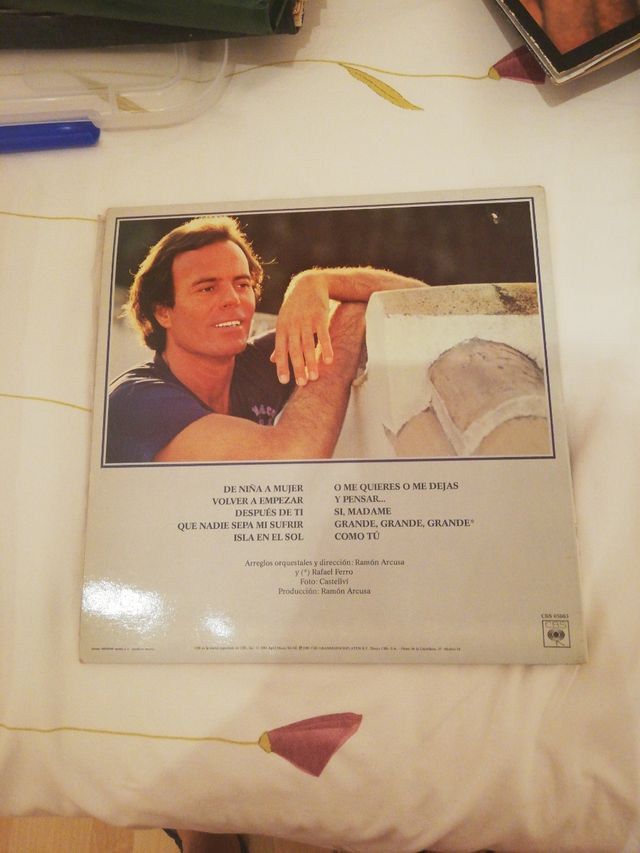 DE NIÑA A MUJER
VOLVER A EMPEZAR
DESPUÉS DE TI
QUE NADIE SEPA MI SUFRIR
ISLA EN EL SOL
O ME QUIERES O ME DEJAS
Y PENSAR...
SI, MADAME
GRANDE, GRANDE, GRANDE*
COMO TÚ
Arreglos orquestales y dirección: Ramón Arcusa
y (*) Rafael Ferro
Foto: Castellví
Producción: Ramón Arcusa
CBS 85063
CBS